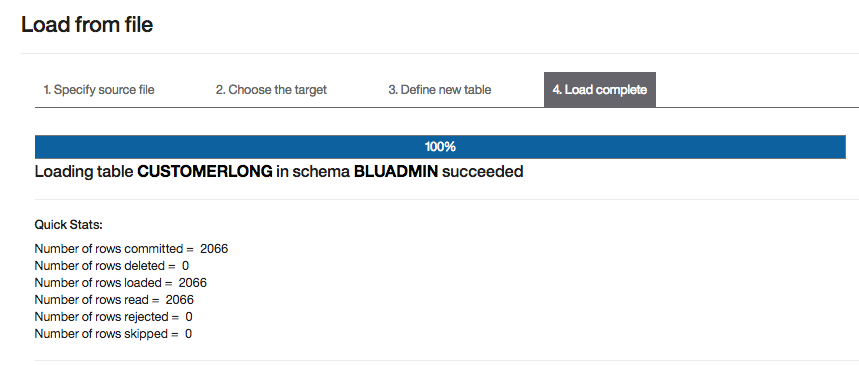 Load from file
1. Specify source file
2. Choose the target
3. Define new table
4. Load complete
100%
Loading table CUSTOMERLONG in schema BLUADMIN succeeded
Quick Stats:
Number of rows committed = 2066
Number of rows deleted = 0
Number of rows loaded = 2066
Number of rows read = 2066
Number of rows rejected = 0
Number of rows skipped = 0